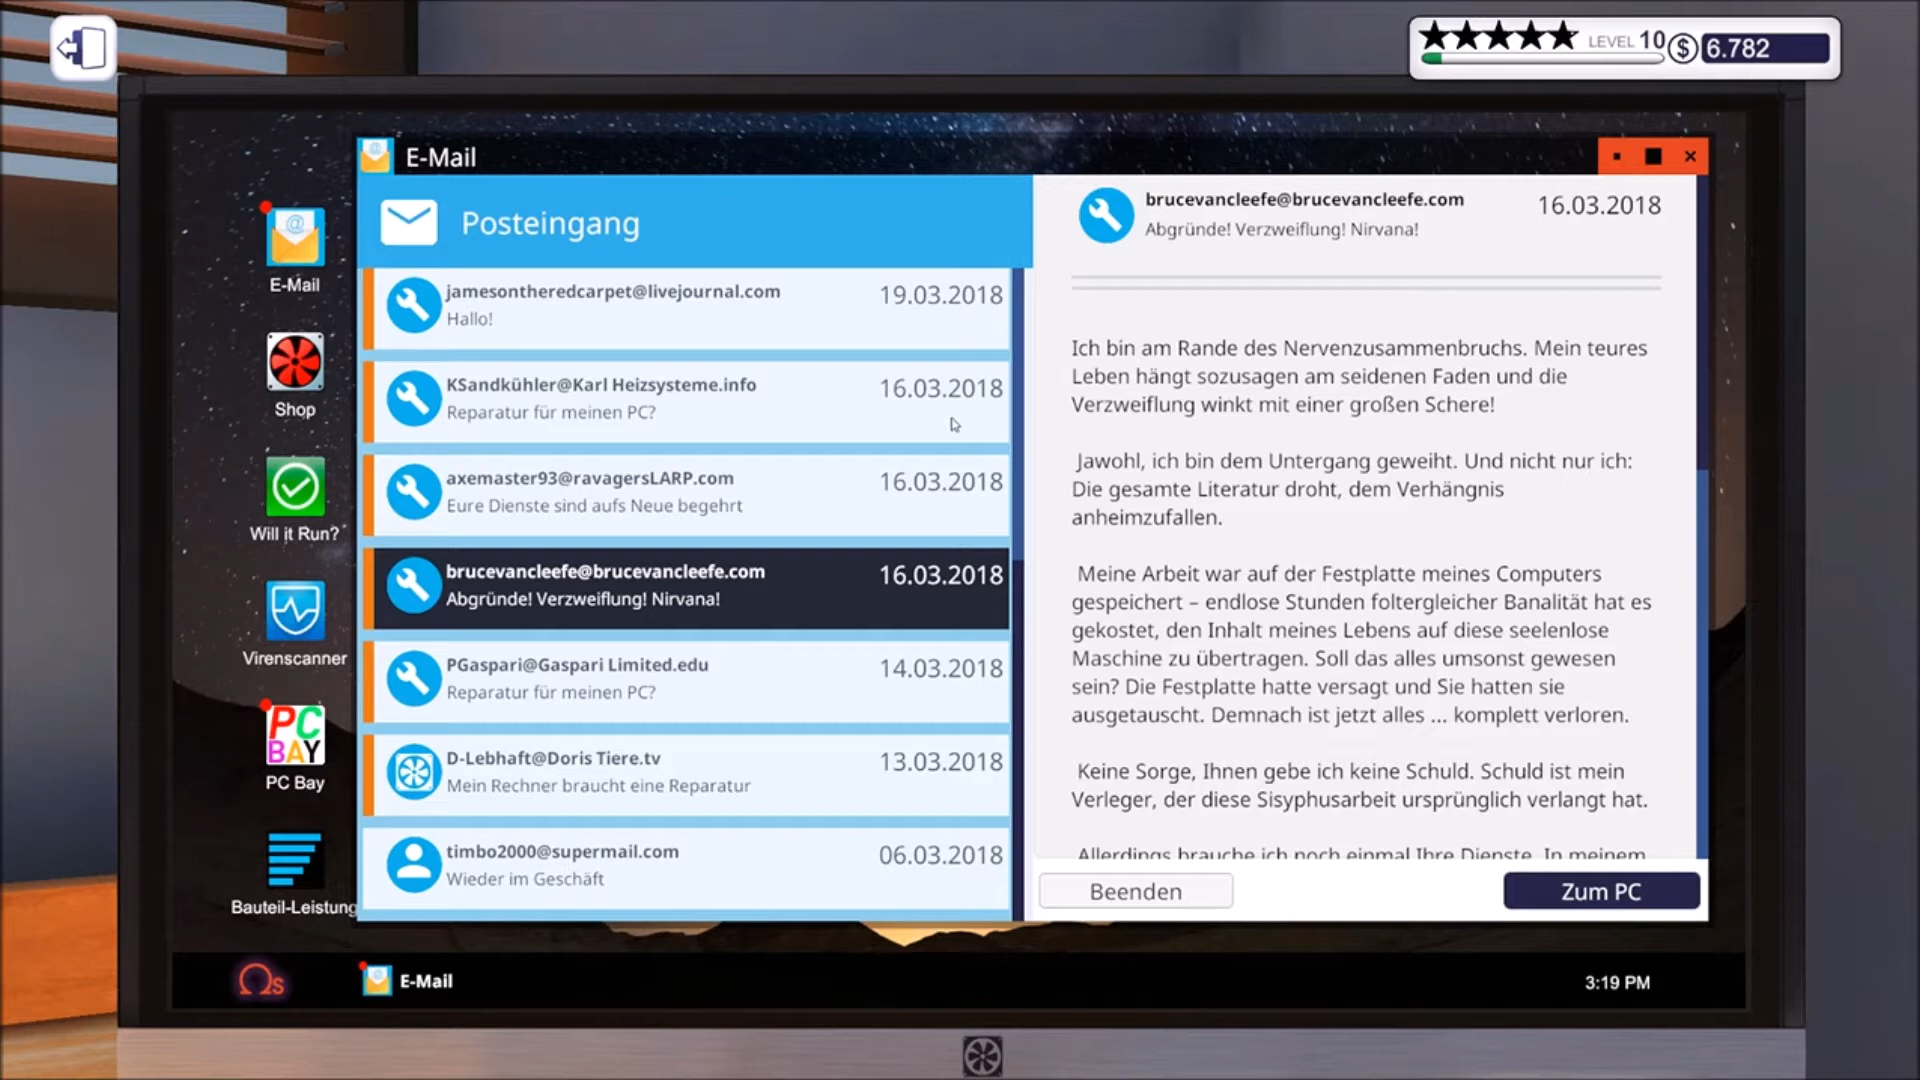 LEVEL 10
$ 6.782
E-Mail
Posteingang
jamesontheredcarpet@livejournal.com 19.03.2018
Hallo!
KSandkühler@Karl Heizsysteme.info 16.03.2018
Reparatur für meinen PC?
axemaster93@ravagersLARP.com 16.03.2018
Eure Dienste sind aufs Neue begehrt
brucevancleefe@brucevancleefe.com 16.03.2018
Abgründe! Verzweiflung! Nirvana!
PGaspari@Gaspari Limited.edu 14.03.2018
Reparatur für meinen PC?
D-Lebhaft@Doris Tiere.tv 13.03.2018
Mein Rechner braucht eine Reparatur
timbo2000@supermail.com 06.03.2018
Wieder im Geschäft
brucevancleefe@brucevancleefe.com 16.03.2018
Abgründe! Verzweiflung! Nirvana!
Ich bin am Rande des Nervenzusammenbruchs. Mein teures
Leben hängt sozusagen am seidenen Faden und die
Verzweiflung winkt mit einer großen Schere!
Jawohl, ich bin dem Untergang geweiht. Und nicht nur ich:
Die gesamte Literatur droht, dem Verhängnis
anheimzufallen.
Meine Arbeit war auf der Festplatte meines Computers
gespeichert – endlose Stunden foltergleicher Banalität hat es
gekostet, den Inhalt meines Lebens auf diese seelenlose
Maschine zu übertragen. Soll das alles umsonst gewesen
sein? Die Festplatte hatte versagt und Sie hatten sie
ausgetauscht. Demnach ist jetzt alles ... komplett verloren.
Keine Sorge, Ihnen gebe ich keine Schuld. Schuld ist mein
Verleger, der diese Sisyphusarbeit ursprünglich verlangt hat.
Allerdings brauche ich noch einmal Ihre Dienste. In meinem
Beenden
Zum PC
E-Mail
Shop
Will it Run?
Virenscanner
PC
BAY
PC Bay
Bauteil-Leistung
Ωs
E-Mail
3:19 PM